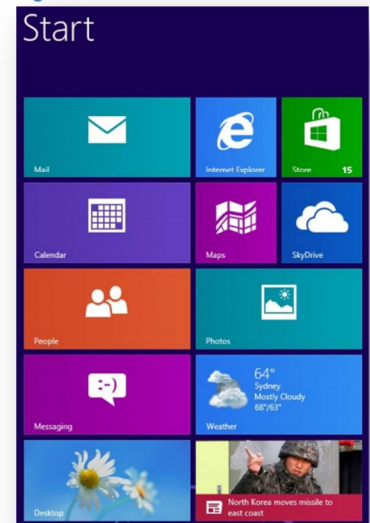 Start
Mail
Internet Explorer
Store
15
Calendar
Maps
SkyDrive
People
Photos
:-)
Messaging
64°
Sydney
Mostly Cloudy
68°/63°
Weather
Desktop
North Korea moves missile to
east coast